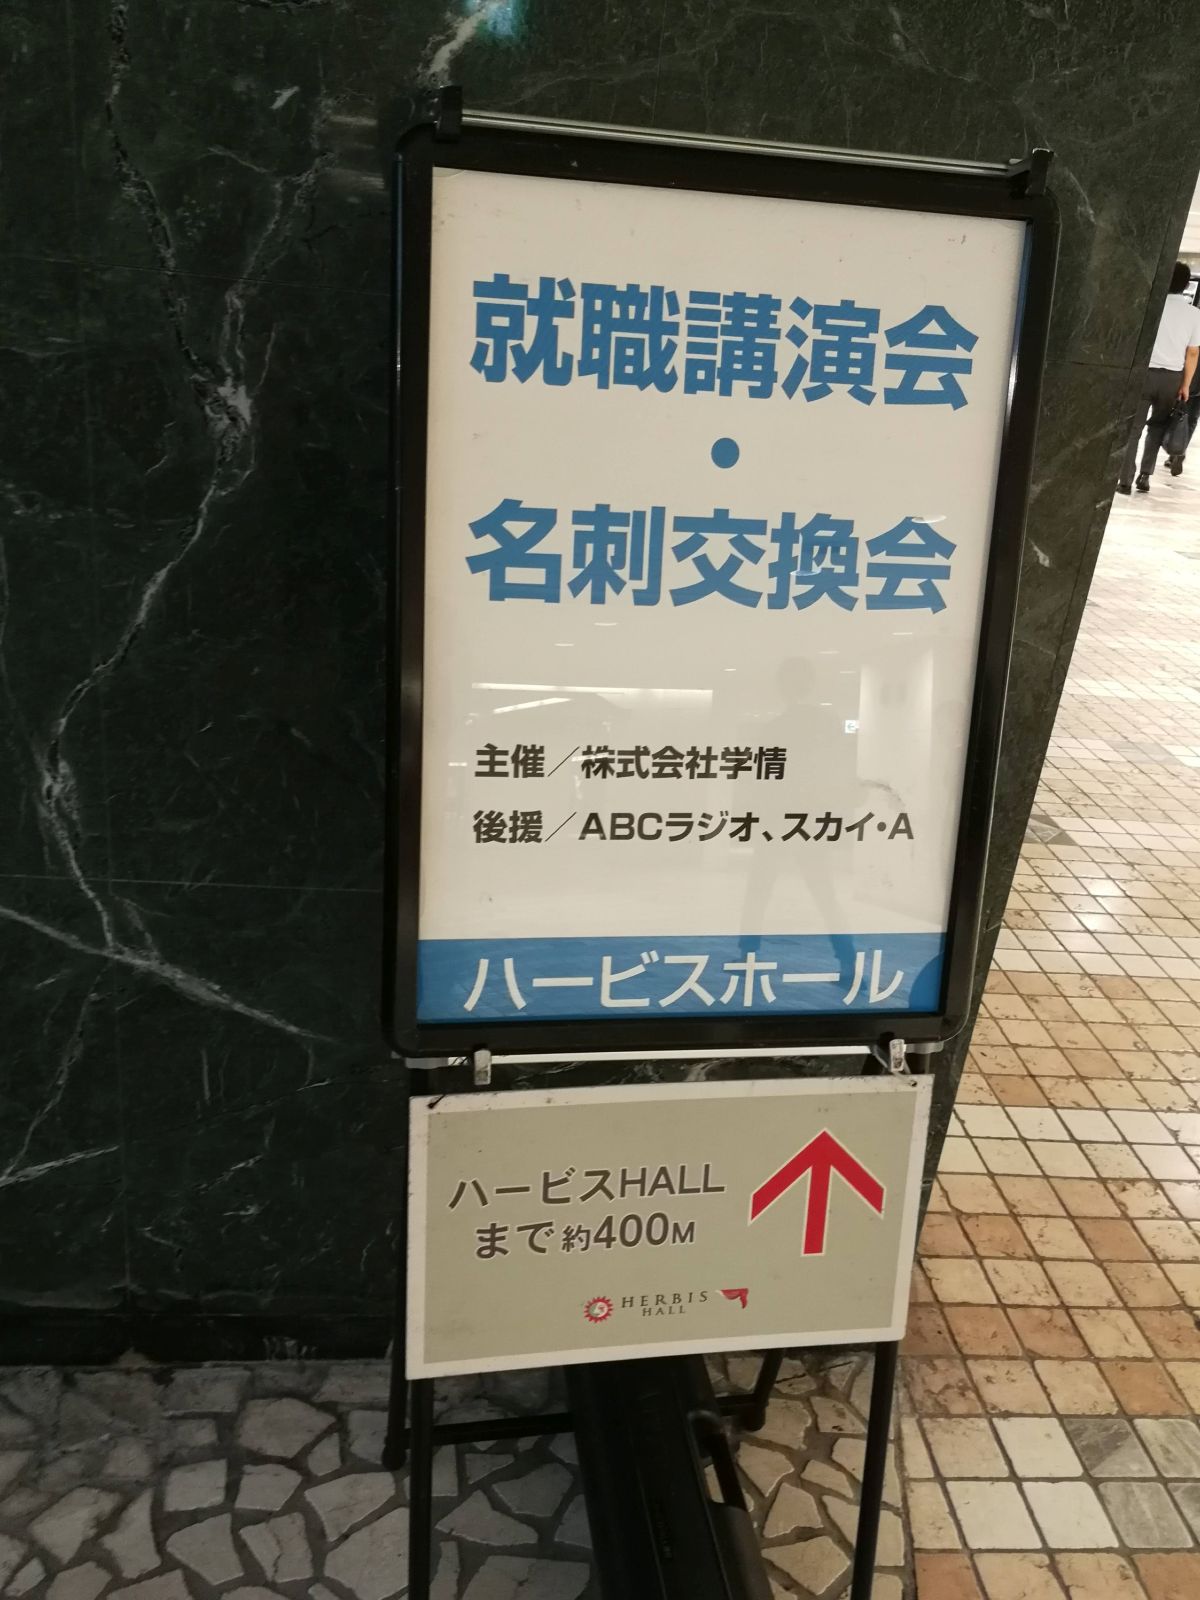 就職講演会
・
名刺交換会
主催／株式会社学情
後援／ABCラジオ、スカイ・A
ハービスホール
ハービスHALL
まで約400M
HERBIS
HALL